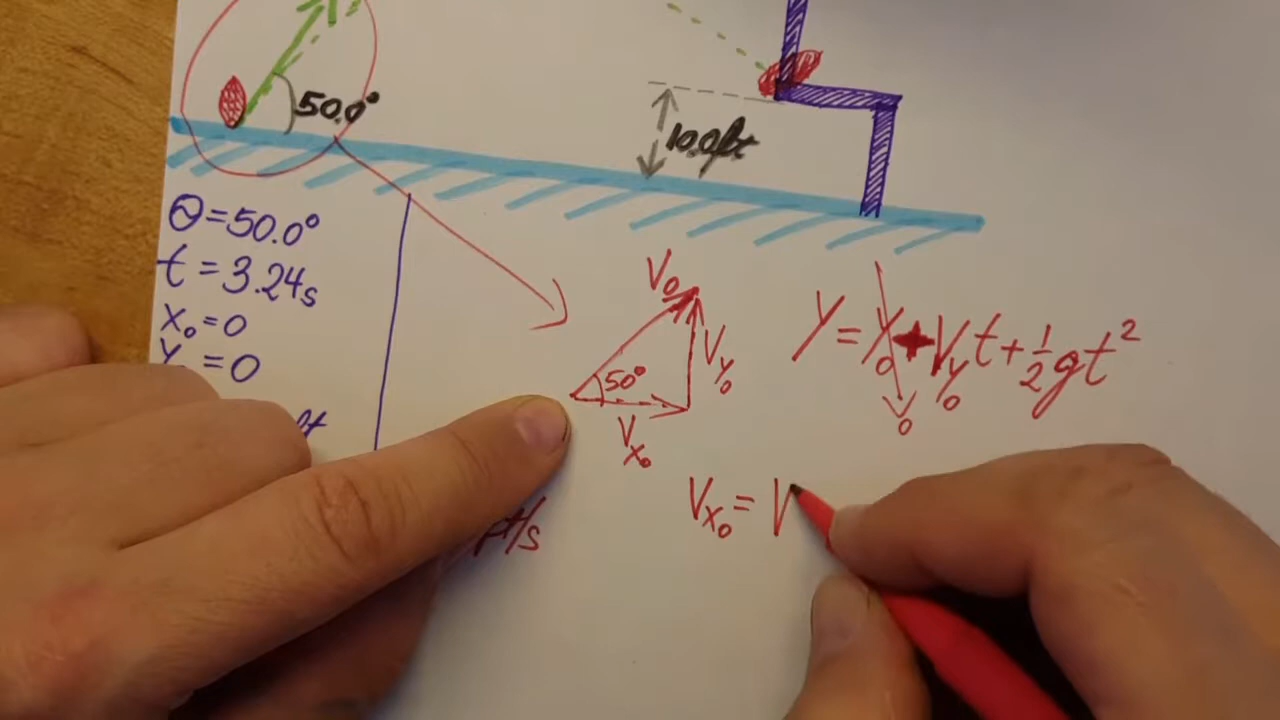 50.0°
10.0ft
θ=50.0°
t=3.24s
X₀=0
=0
V₀
50°
V_y₀
V_x₀
Y=Y₀+V_y₀t+½gt²
0
ft/s
V_x₀=V